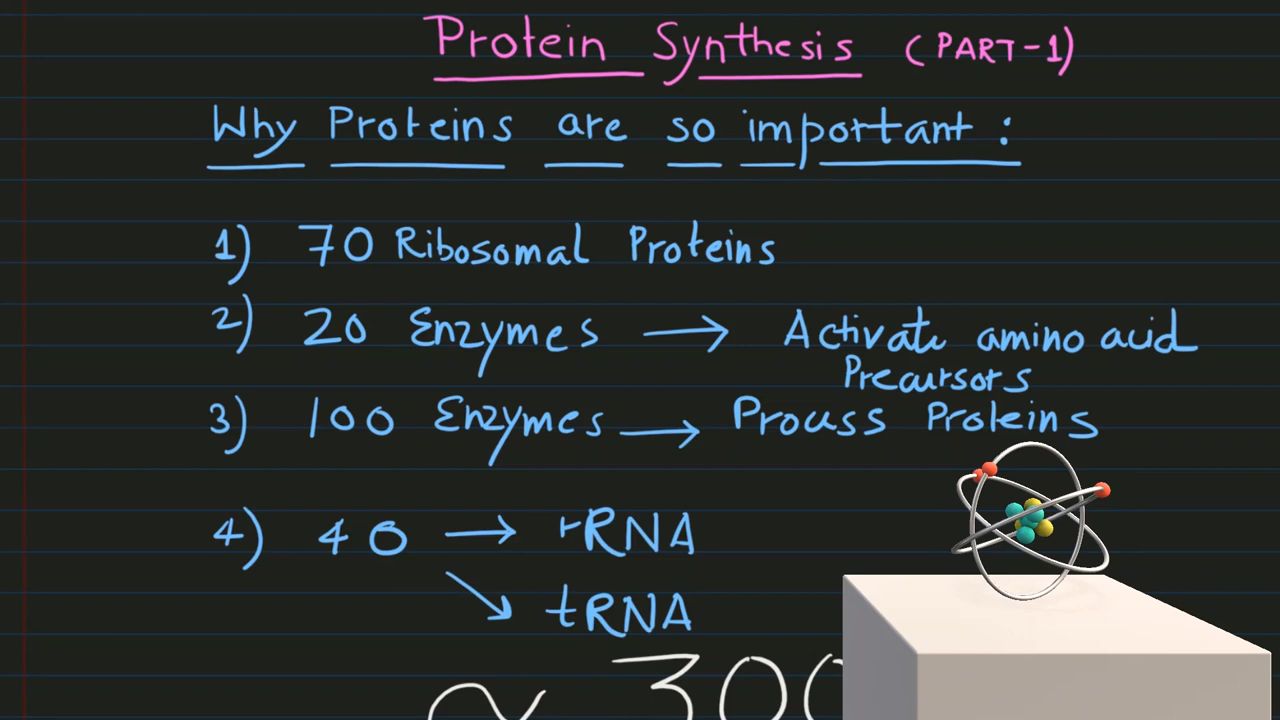 Protein Synthesis (PART-1)
Why Proteins are so important:
1) 70 Ribosomal Proteins
2) 20 Enzymes → Activate amino acid
Precursors
3) 100 Enzymes → Process Proteins
4) 40 → rRNA
↘ tRNA
~ 300